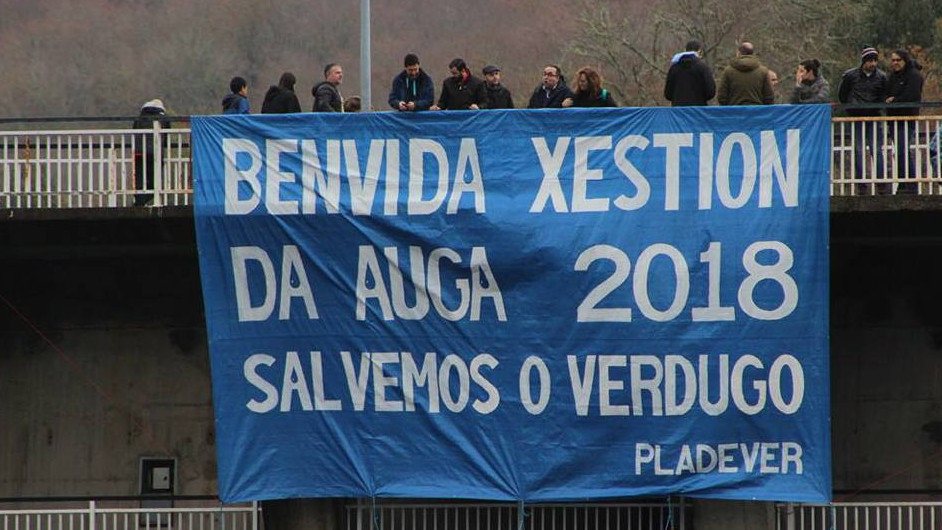 BENVIDA XESTION
DA AUGA 2018
SALVEMOS O VERDUGO
PLADEVER